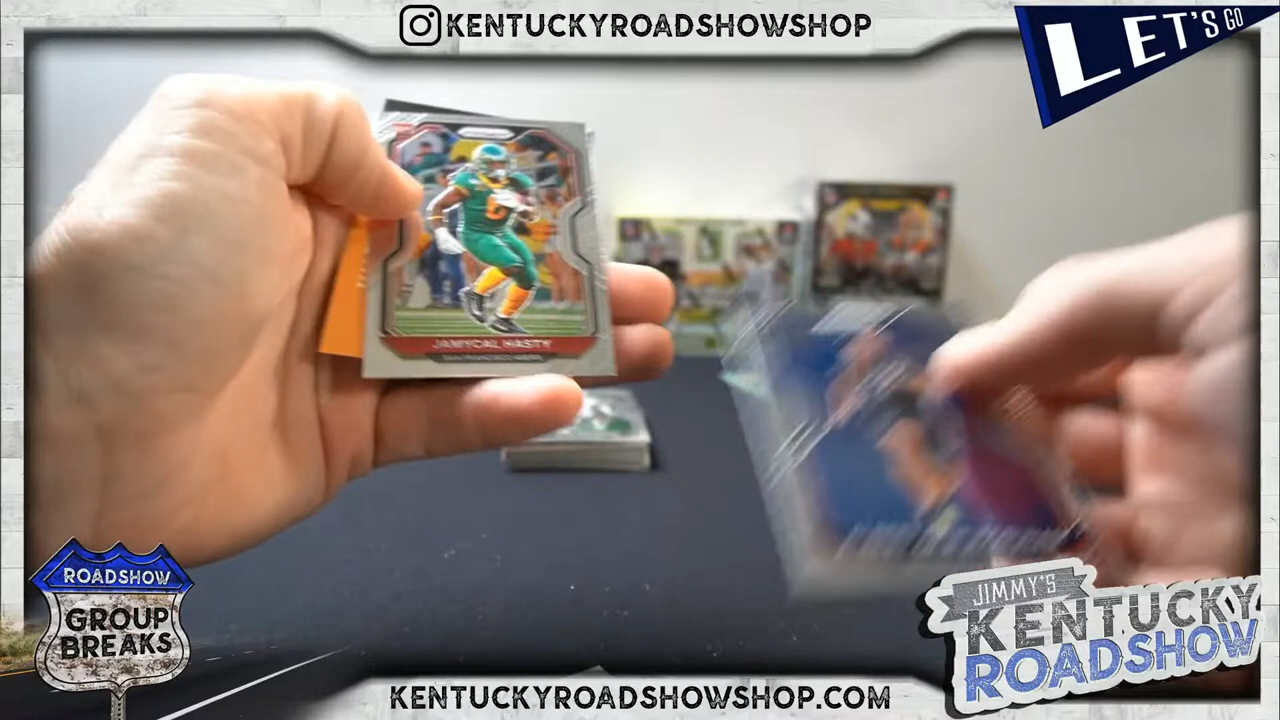 KENTUCKYROADSHOWSHOP
LET'S GO
JAMYCAL HASTY
ROADSHOW
GROUP
BREAKS
JIMMY'S
KENTUCKY
ROADSHOW
KENTUCKYROADSHOWSHOP.COM